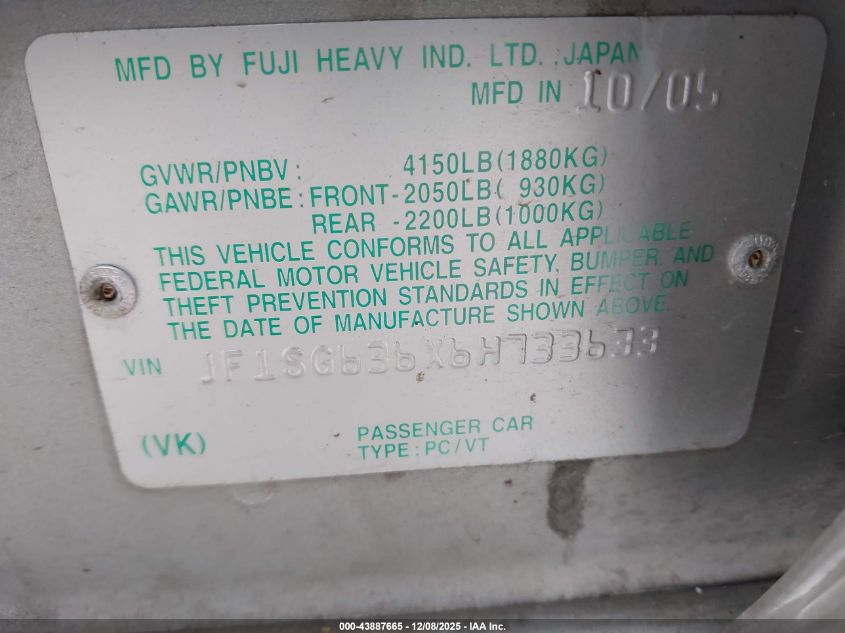 MFD BY FUJI HEAVY IND. LTD., JAPAN
MFD IN 10/05
GVWR/PNBV: 4150LB(1880KG)
GAWR/PNBE: FRONT-2050LB( 930KG)
REAR -2200LB(1000KG)
THIS VEHICLE CONFORMS TO ALL APPLICABLE
FEDERAL MOTOR VEHICLE SAFETY, BUMPER, AND
THEFT PREVENTION STANDARDS IN EFFECT ON
THE DATE OF MANUFACTURE SHOWN ABOVE.
VIN JF1SG636X6H733633
(VK) PASSENGER CAR
TYPE: PC/VT
000-43887665 - 12/08/2025 - IAA Inc.